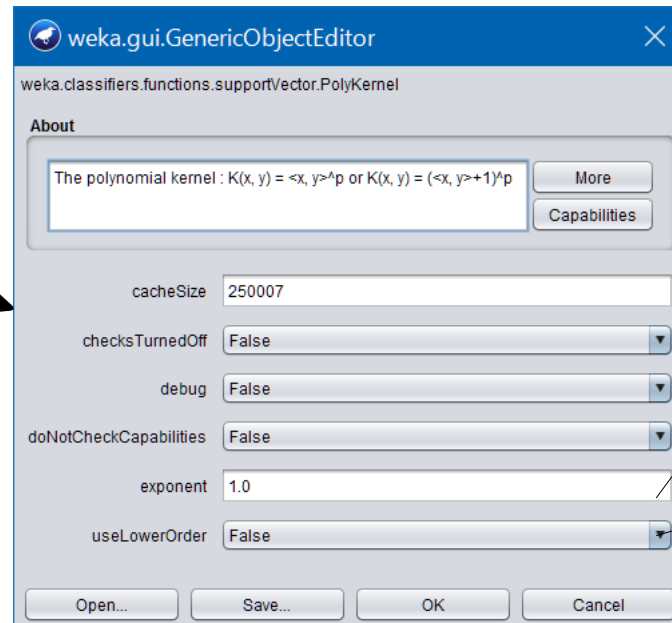 weka.gui.GenericObjectEditor
weka.classifiers.functions.supportVector.PolyKernel
About
The polynomial kernel : K(x, y) = <x, y>^p or K(x, y) = (<x, y>+1)^p
More
Capabilities
cacheSize 250007
checksTurnedOff False
debug False
doNotCheckCapabilities False
exponent 1.0
useLowerOrder False
Open... Save... OK Cancel